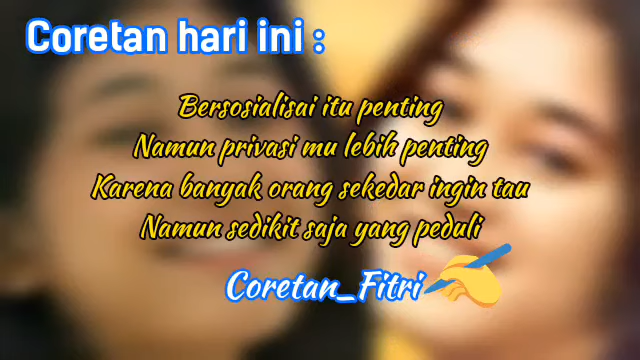 Coretan hari ini :
Bersosialisai itu penting
Namun privasi mu lebih penting
Karena banyak orang sekedar ingin tau
Namun sedikit saja yang peduli
Coretan_Fitri